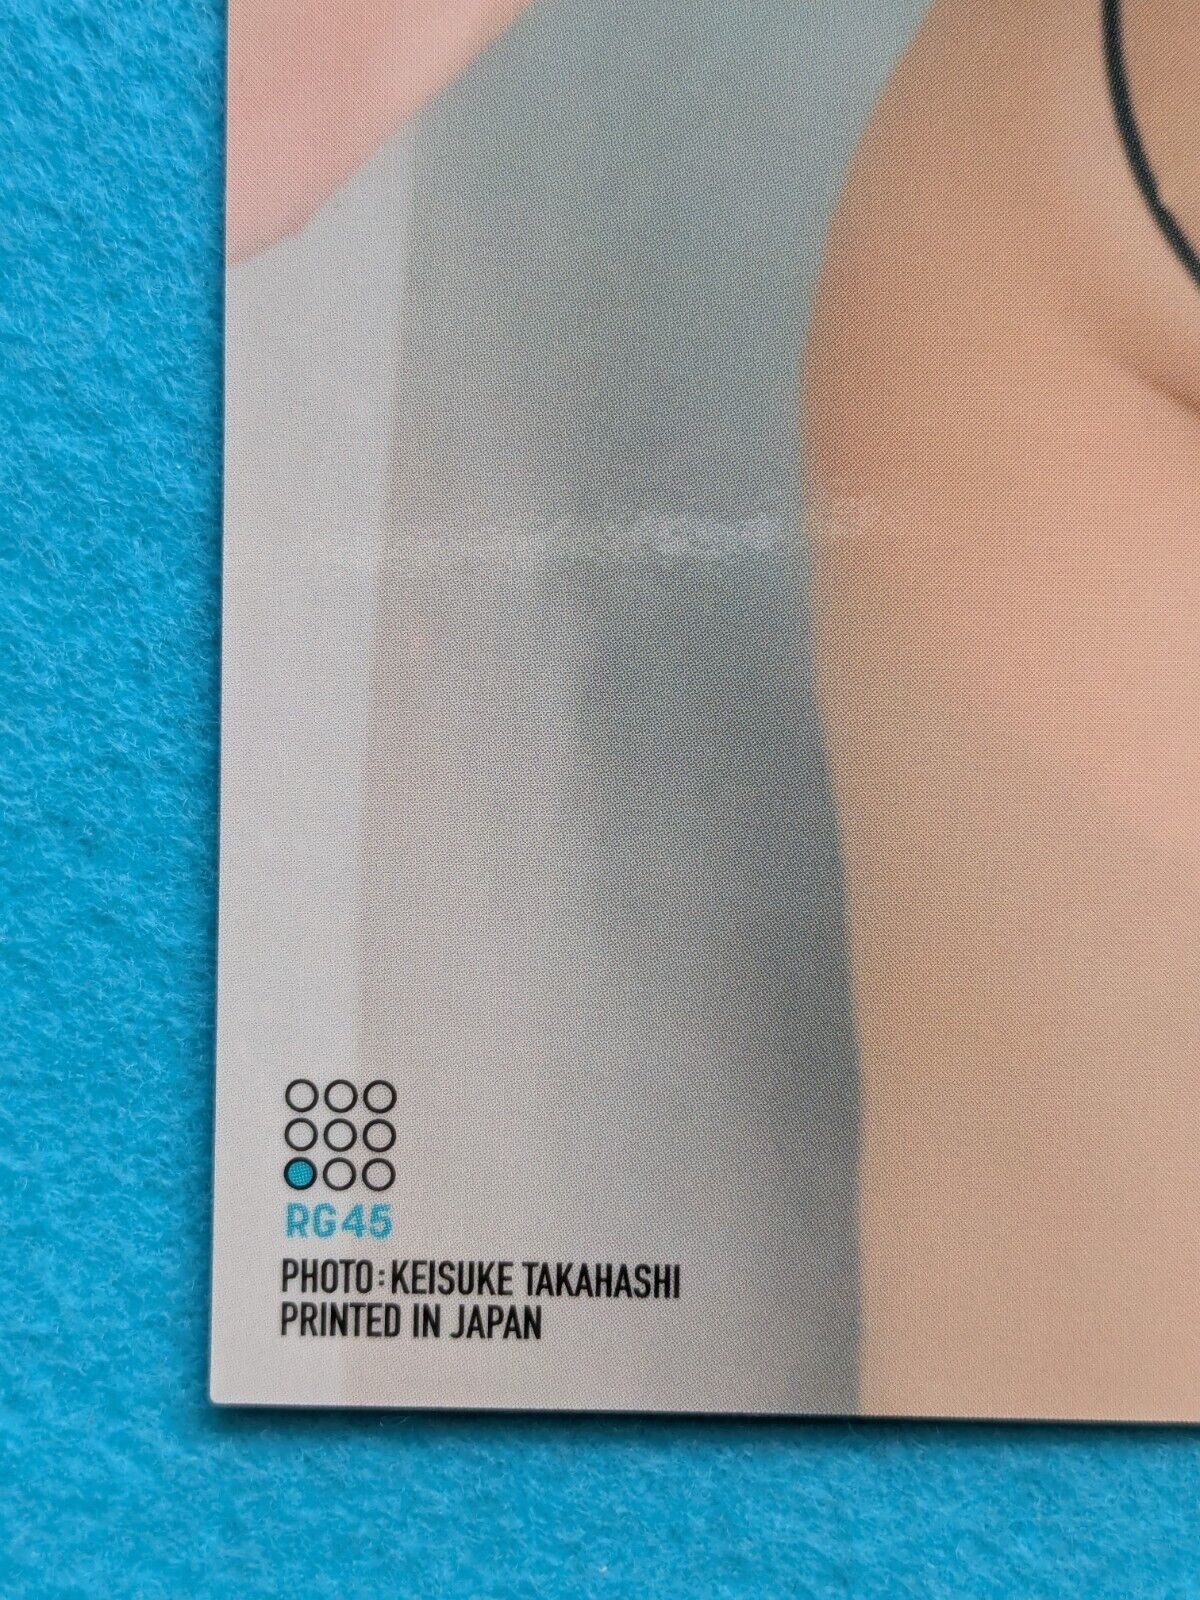 RG45
PHOTO:KEISUKE TAKAHASHI
PRINTED IN JAPAN